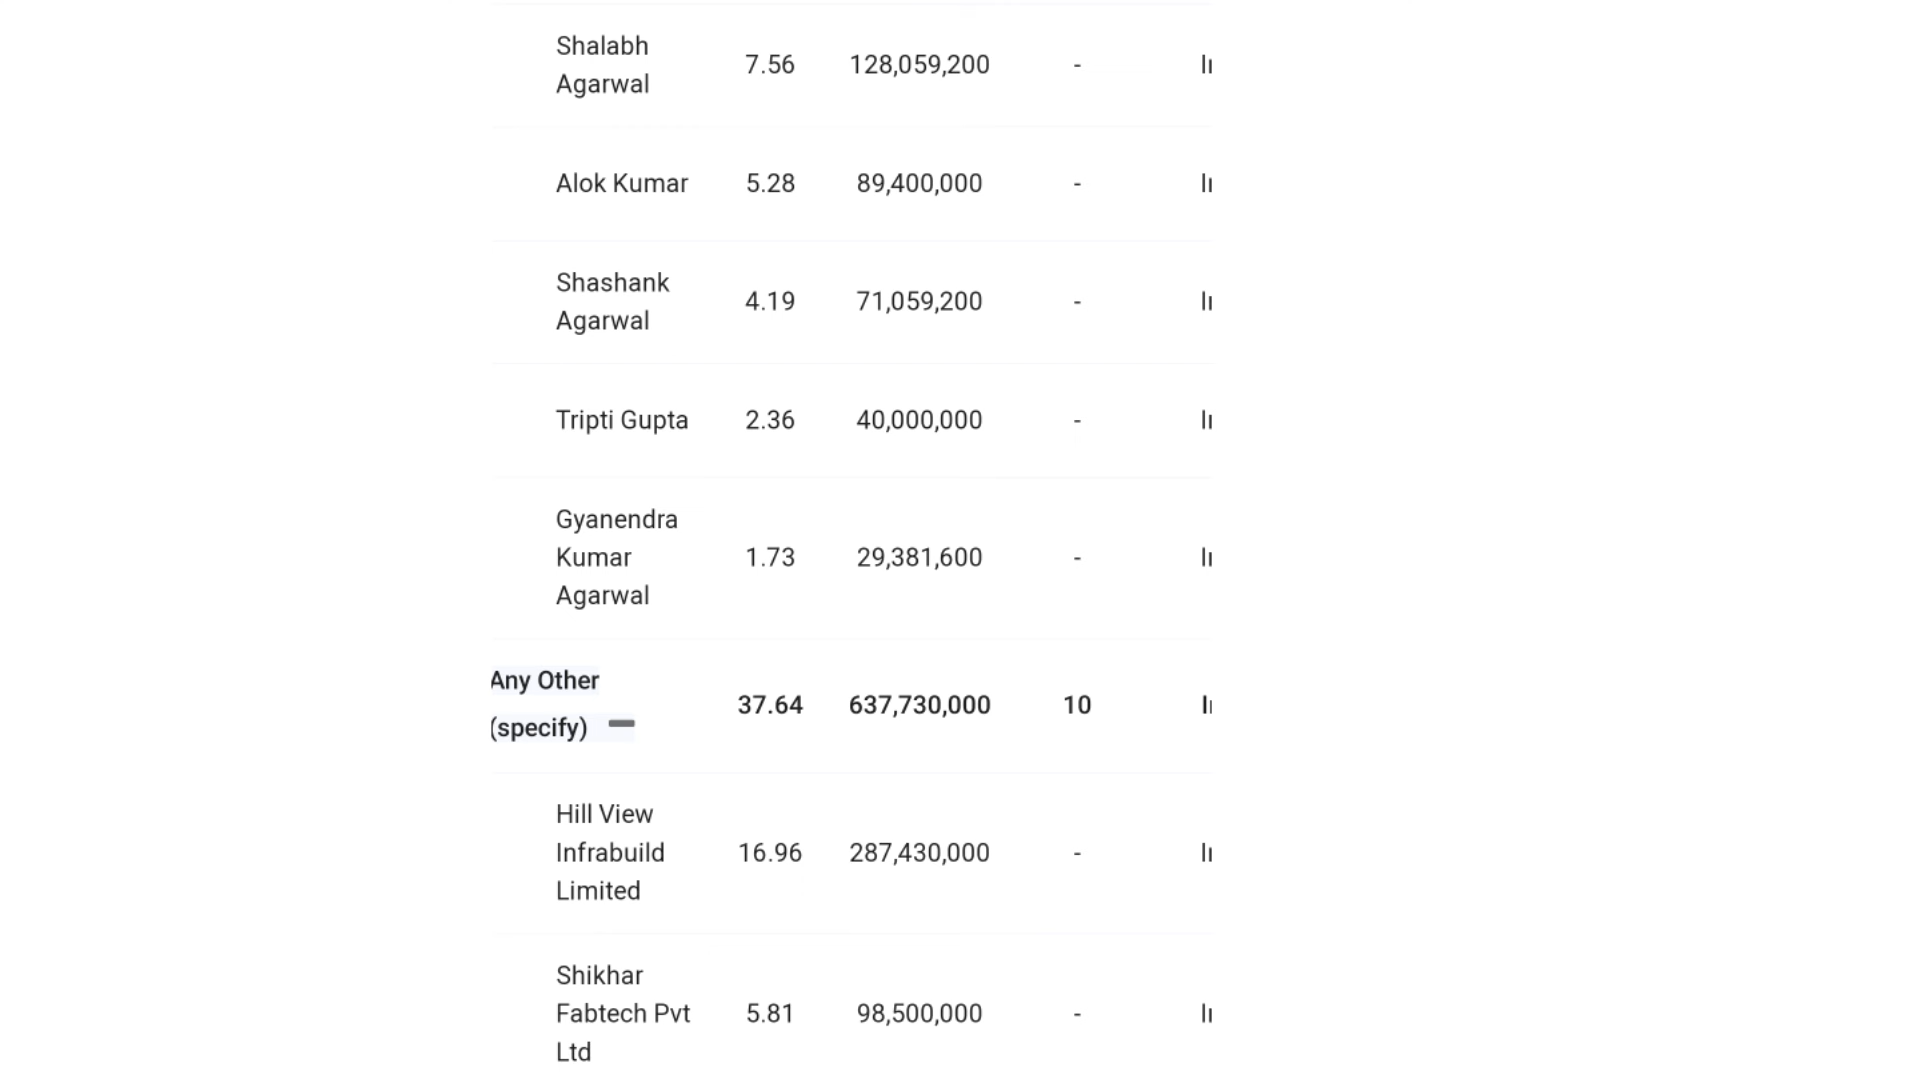 Shalabh
Agarwal
7.56 128,059,200 -
Alok Kumar 5.28 89,400,000 -
Shashank
Agarwal
4.19 71,059,200 -
Tripti Gupta 2.36 40,000,000 -
Gyanendra
Kumar
Agarwal
1.73 29,381,600 -
Any Other
(specify)
37.64 637,730,000 10
Hill View
Infrabuild
Limited
16.96 287,430,000 -
Shikhar
Fabtech Pvt
Ltd
5.81 98,500,000 -